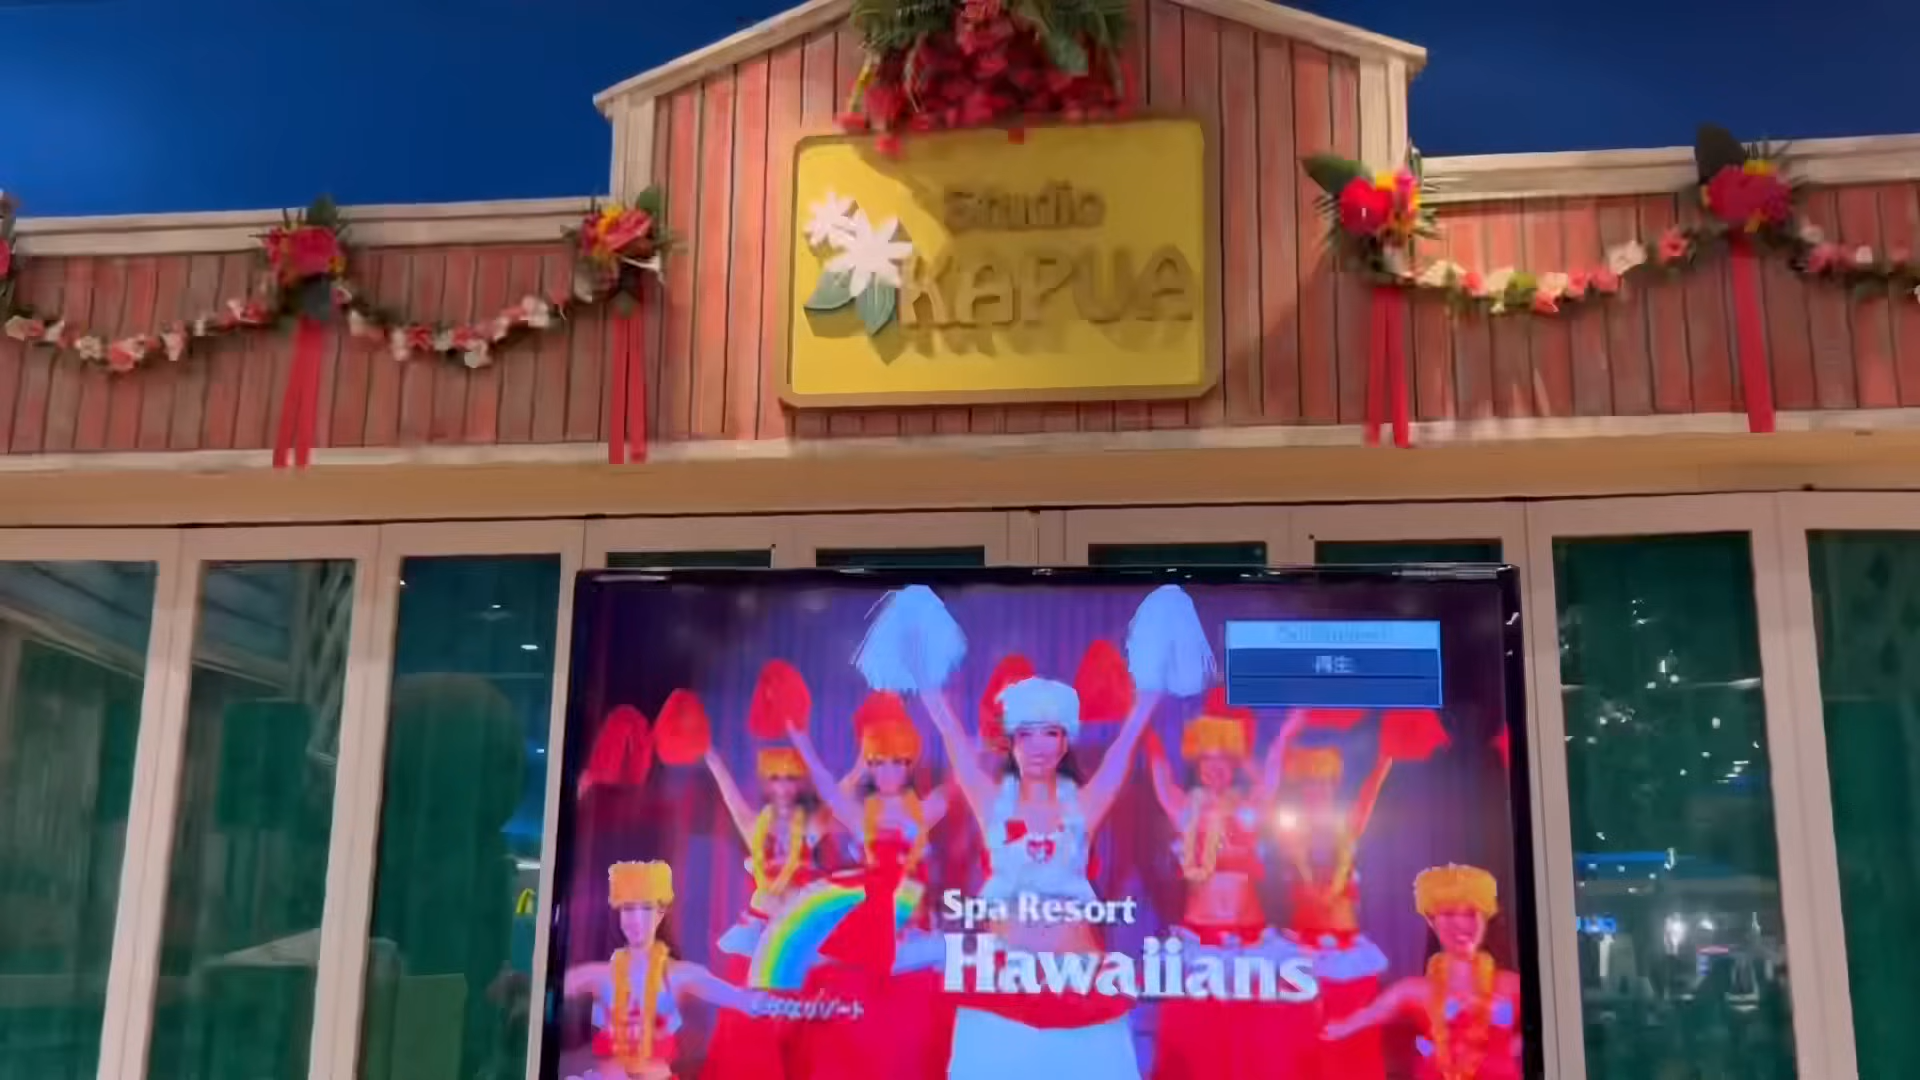 Studio
KAPUA
再生
Spa Resort
Hawaiians